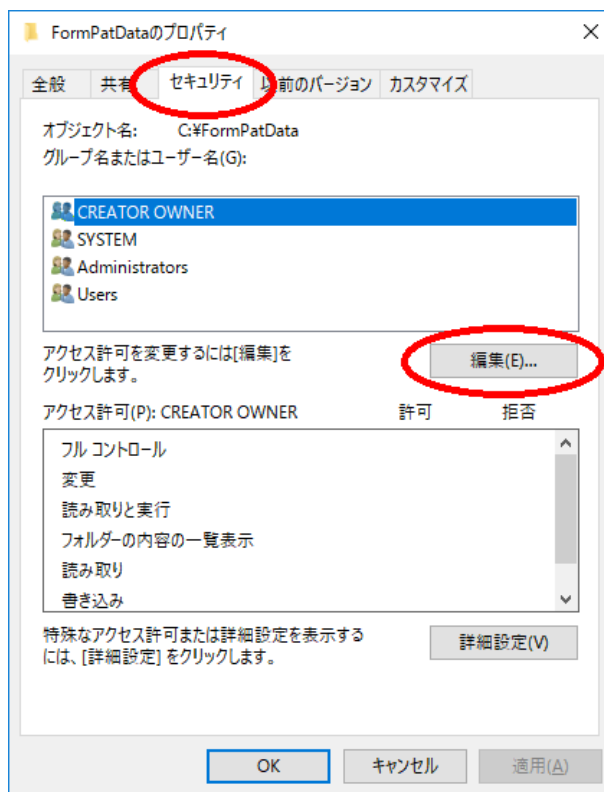 FormPatDataのプロパティ
全般 共有 セキュリティ 以前のバージョン カスタマイズ
オブジェクト名: C:¥FormPatData
グループ名またはユーザー名(G):
CREATOR OWNER
SYSTEM
Administrators
Users
アクセス許可を変更するには[編集]を
クリックします。
編集(E)...
アクセス許可(P): CREATOR OWNER 許可 拒否
フル コントロール
変更
読み取りと実行
フォルダーの内容の一覧表示
読み取り
書き込み
特殊なアクセス許可または詳細設定を表示する
には、[詳細設定] をクリックします。
詳細設定(V)
OK キャンセル 適用(A)